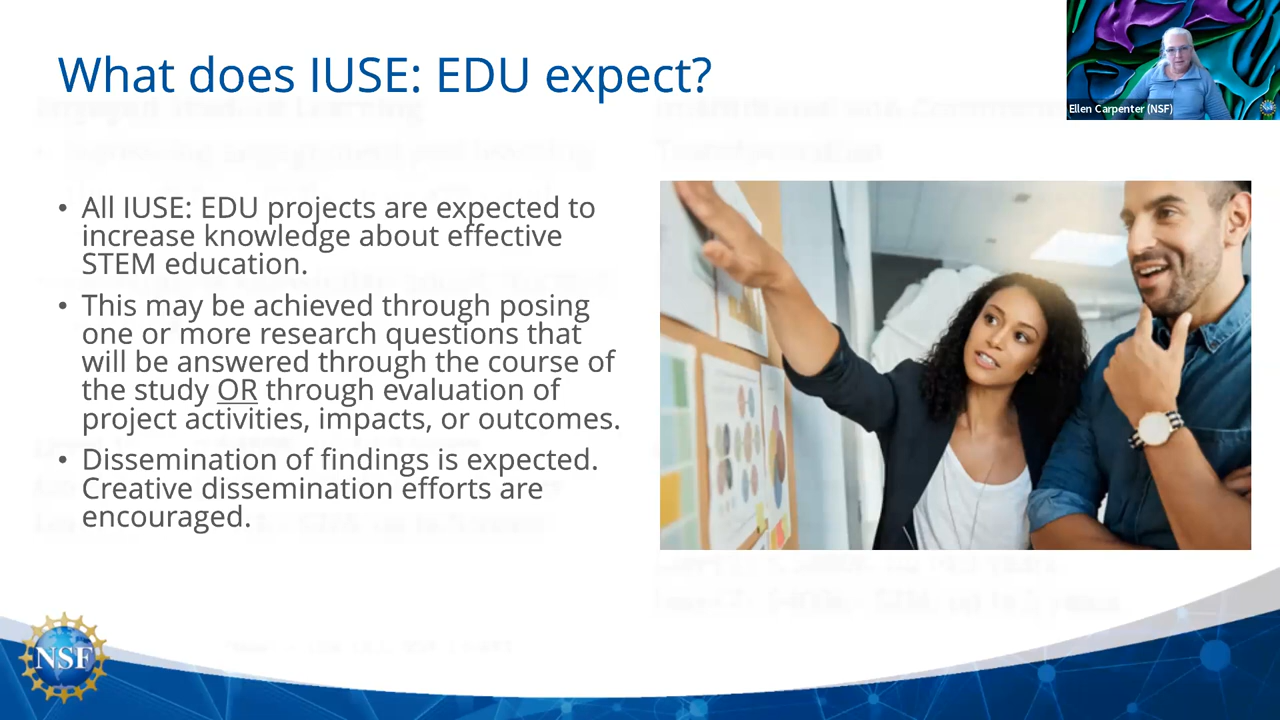 What does IUSE: EDU expect?
Ellen Carpenter (NSF)
• All IUSE: EDU projects are expected to
increase knowledge about effective
STEM education.
• This may be achieved through posing
one or more research questions that
will be answered through the course of
the study OR through evaluation of
project activities, impacts, or outcomes.
• Dissemination of findings is expected.
Creative dissemination efforts are
encouraged.
NSF